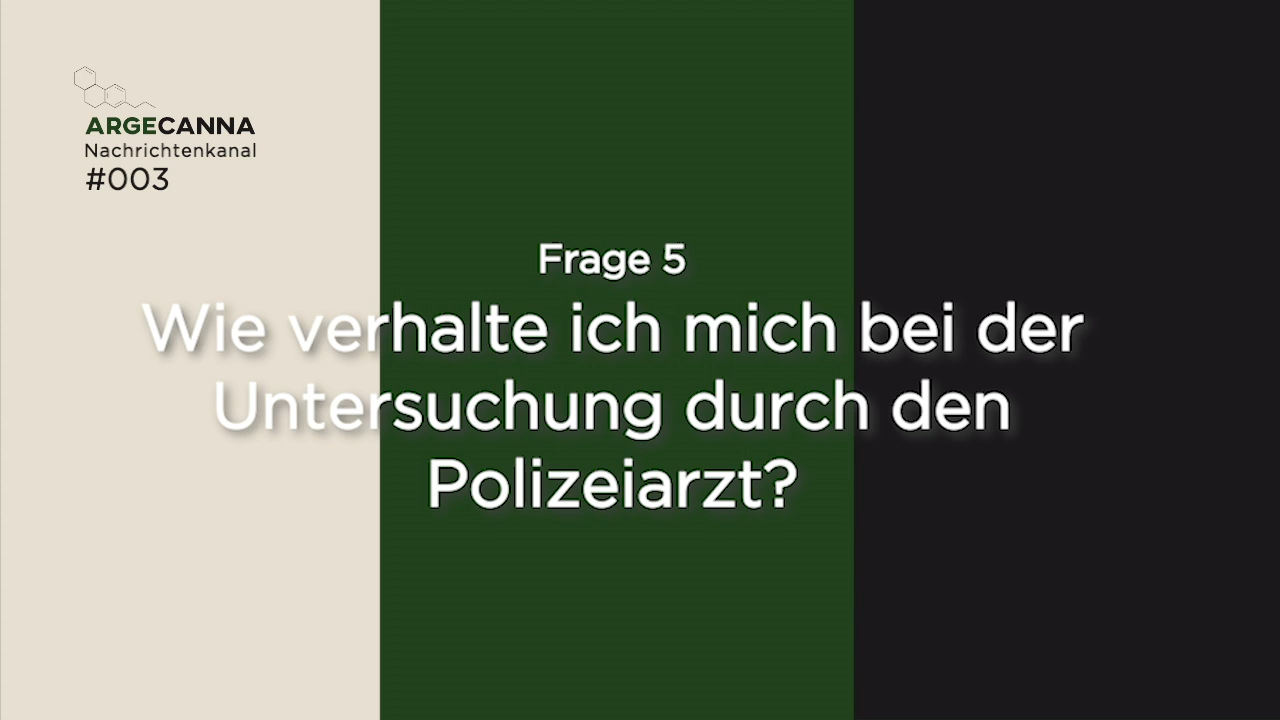 ARGECANNA
Nachrichtenkanal
#003
Frage 5
Wie verhalte ich mich bei der
Untersuchung durch den
Polizeiarzt?